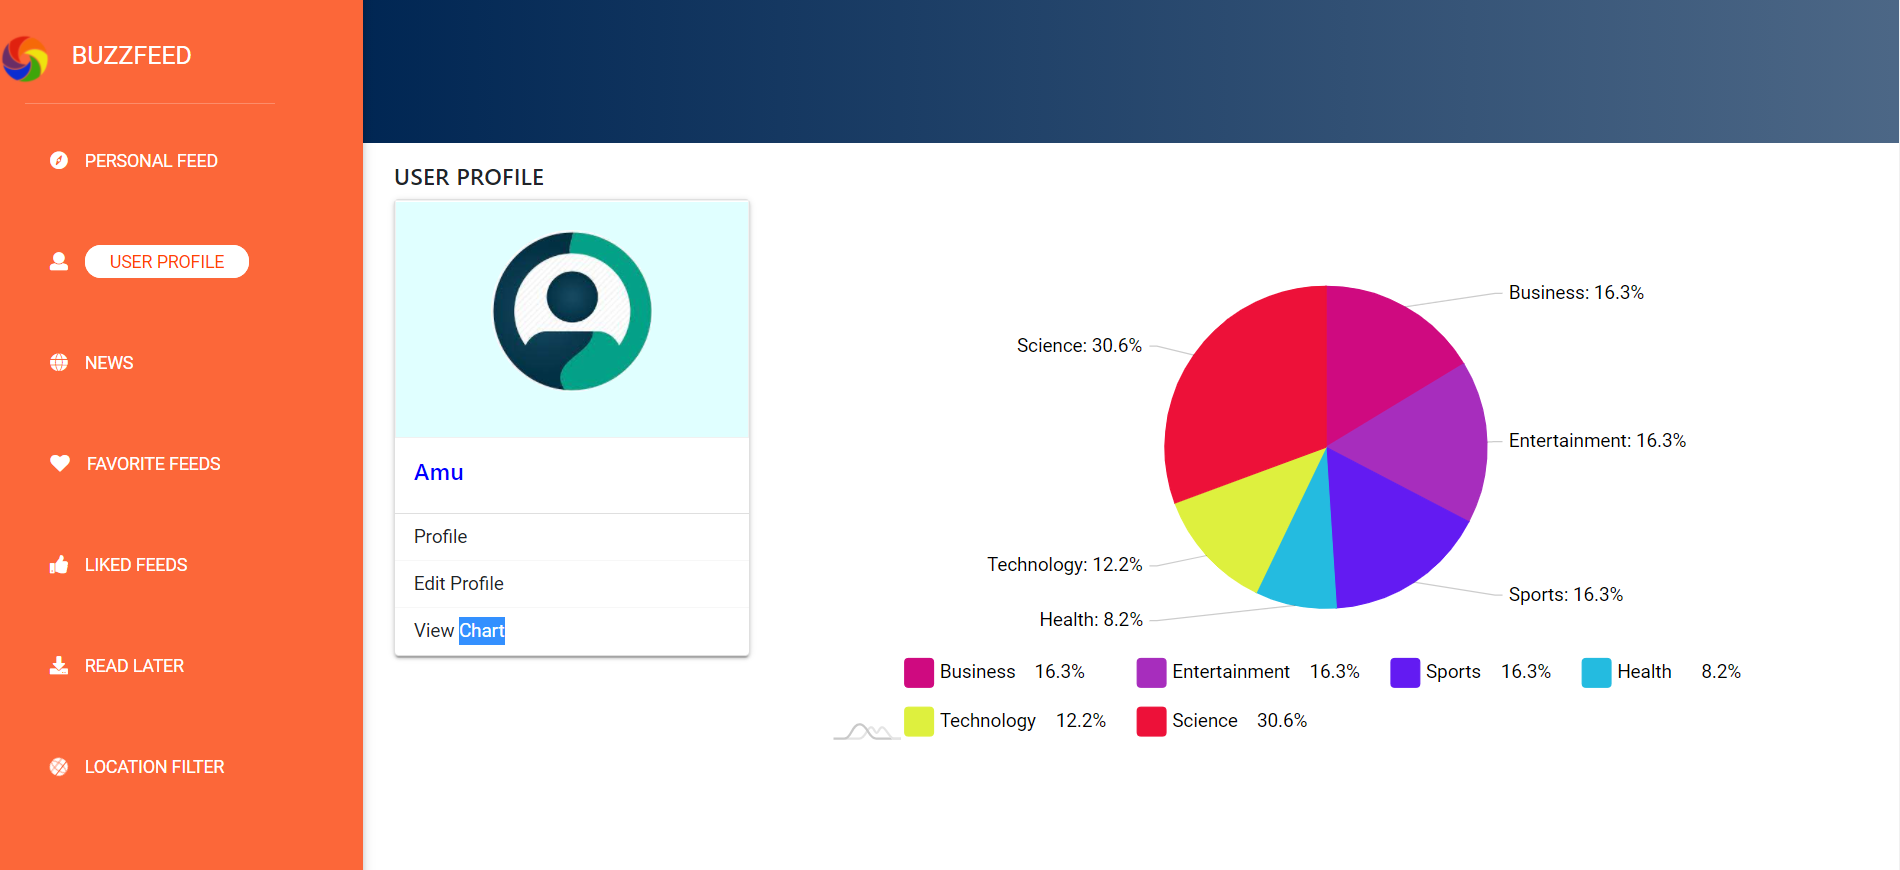 BUZZFEED
PERSONAL FEED
USER PROFILE
NEWS
FAVORITE FEEDS
LIKED FEEDS
READ LATER
LOCATION FILTER
USER PROFILE
Amu
Profile
Edit Profile
View Chart
Business: 16.3%
Science: 30.6%
Entertainment: 16.3%
Technology: 12.2%
Sports: 16.3%
Health: 8.2%
Business 16.3% Entertainment 16.3% Sports 16.3% Health 8.2%
Technology 12.2% Science 30.6%